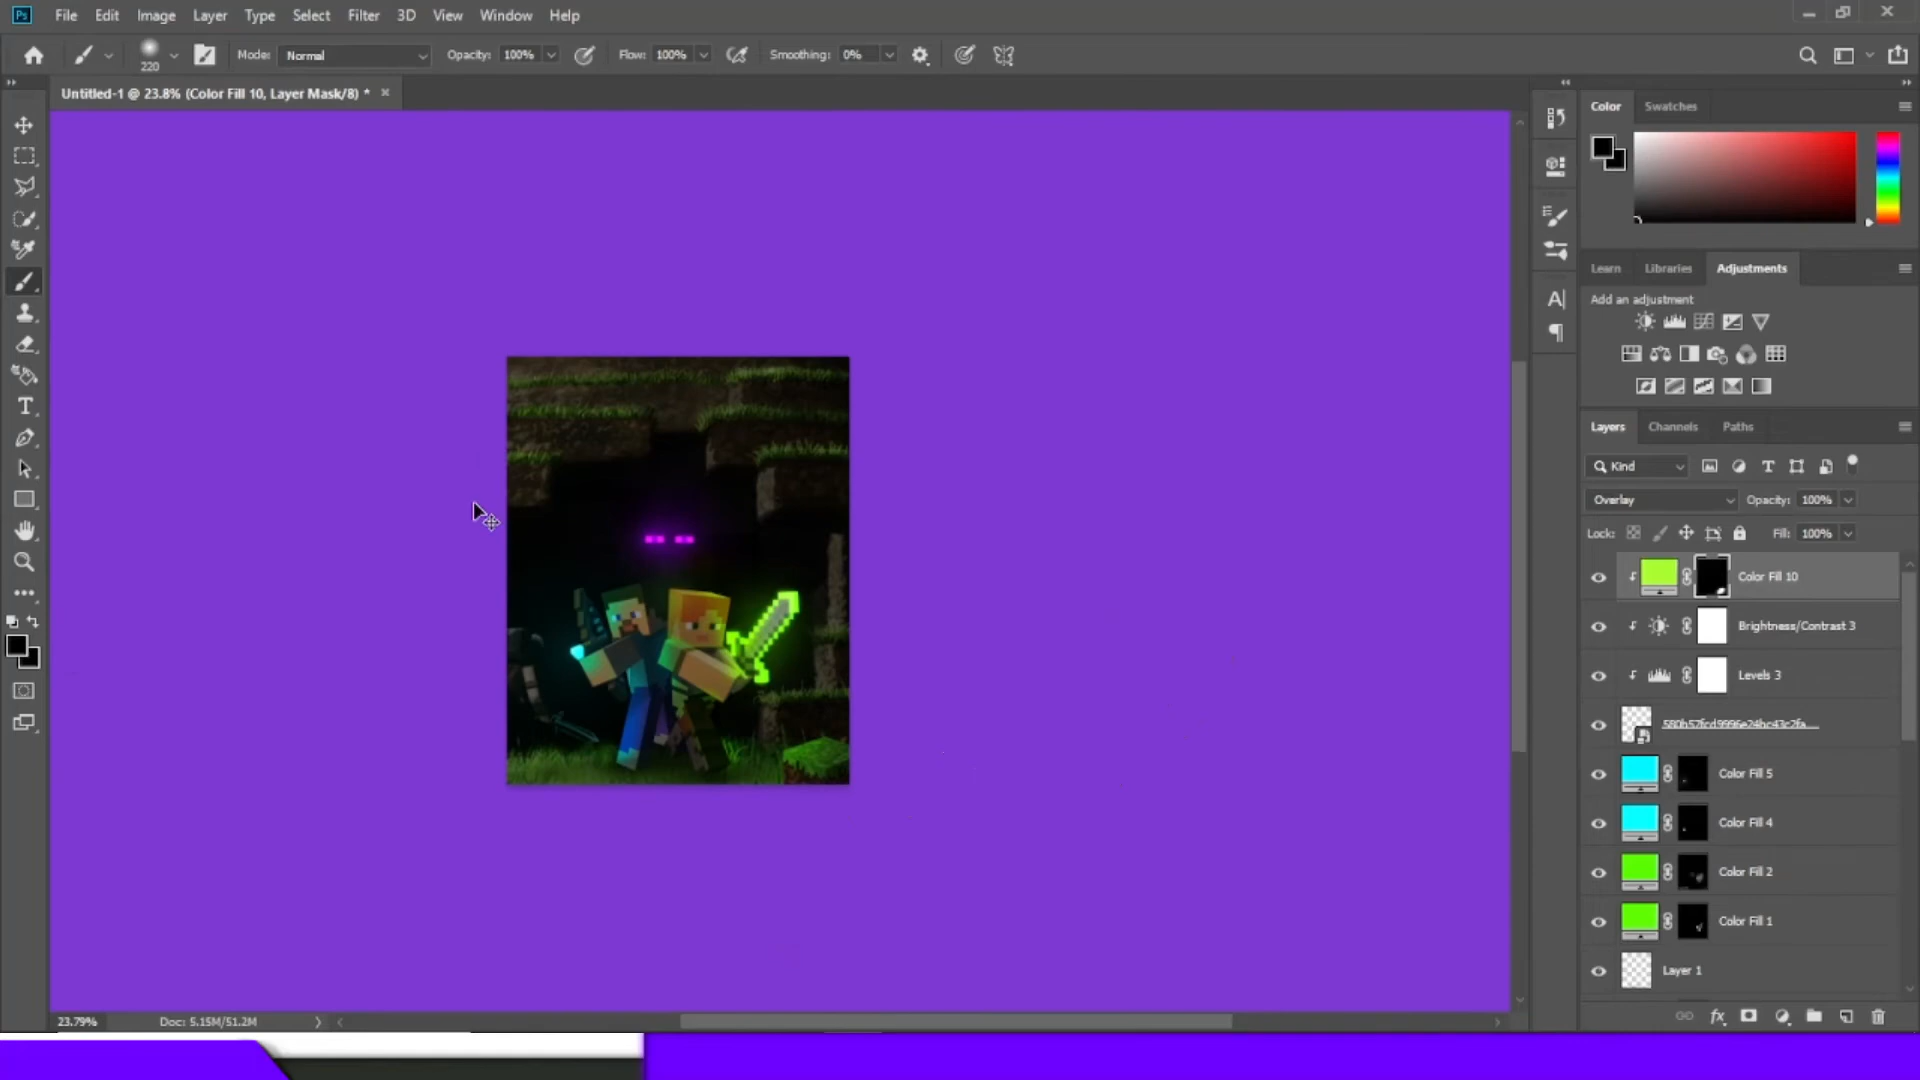 Ps File Edit Image Layer Type Select Filter 3D View Window Help
220 Mode: Normal Opacity: 100% Flow: 100% Smoothing: 0%
Untitled-1 @ 23.8% (Color Fill 10, Layer Mask/8) *
Color Swatches
Learn Libraries Adjustments
Add an adjustment
Layers Channels Paths
Kind
Overlay Opacity: 100%
Lock: Fill: 100%
Color Fill 10
Brightness/Contrast 3
Levels 3
Color Fill 5
Color Fill 4
Color Fill 2
Color Fill 1
Layer 1
23.79% Doc: 5.15M/51.2M